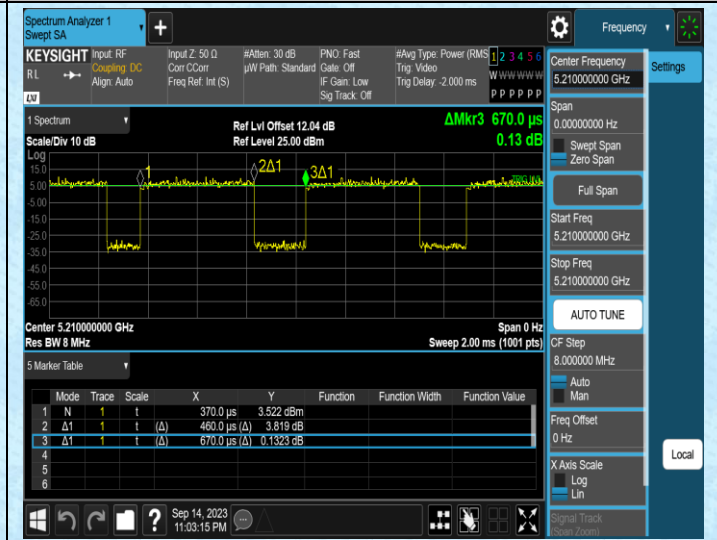 Spectrum Analyzer 1
Swept SA
Frequency
KEYSIGHT
RL
LXI
Input: RF
Coupling: DC
Align: Auto
Input Z: 50 Ω
Corr CCorr
Freq Ref: Int (S)
#Atten: 30 dB
µW Path: Standard
PNO: Fast
Gate: Off
IF Gain: Low
Sig Track: Off
#Avg Type: Power (RMS
Trig: Video
Trig Delay: -2.000 ms
1 2 3 4 5 6
W W W W W W
P P P P P P
1 Spectrum
Scale/Div 10 dB
Ref Lvl Offset 12.04 dB
Ref Level 25.00 dBm
ΔMkr3 670.0 µs
0.13 dB
Log
15.0
5.00
-5.00
-15.0
-25.0
-35.0
-45.0
-55.0
-65.0
1
2Δ1
3Δ1
Center 5.210000000 GHz
Res BW 8 MHz
Span 0 Hz
Sweep 2.00 ms (1001 pts)
5 Marker Table
Mode Trace Scale X Y Function Function Width Function Value
1 N 1 t 370.0 µs 3.522 dBm
2 Δ1 1 t (Δ) 460.0 µs (Δ) 3.819 dB
3 Δ1 1 t (Δ) 670.0 µs (Δ) 0.1323 dB
4
5
6
Sep 14, 2023
11:03:15 PM
Center Frequency
5.210000000 GHz
Span
0.00000000 Hz
Swept Span
Zero Span
Full Span
Start Freq
5.210000000 GHz
Stop Freq
5.210000000 GHz
AUTO TUNE
CF Step
8.000000 MHz
Auto
Man
Freq Offset
0 Hz
X Axis Scale
Log
Lin
Signal Track
(Span Zoom)
Settings
Local